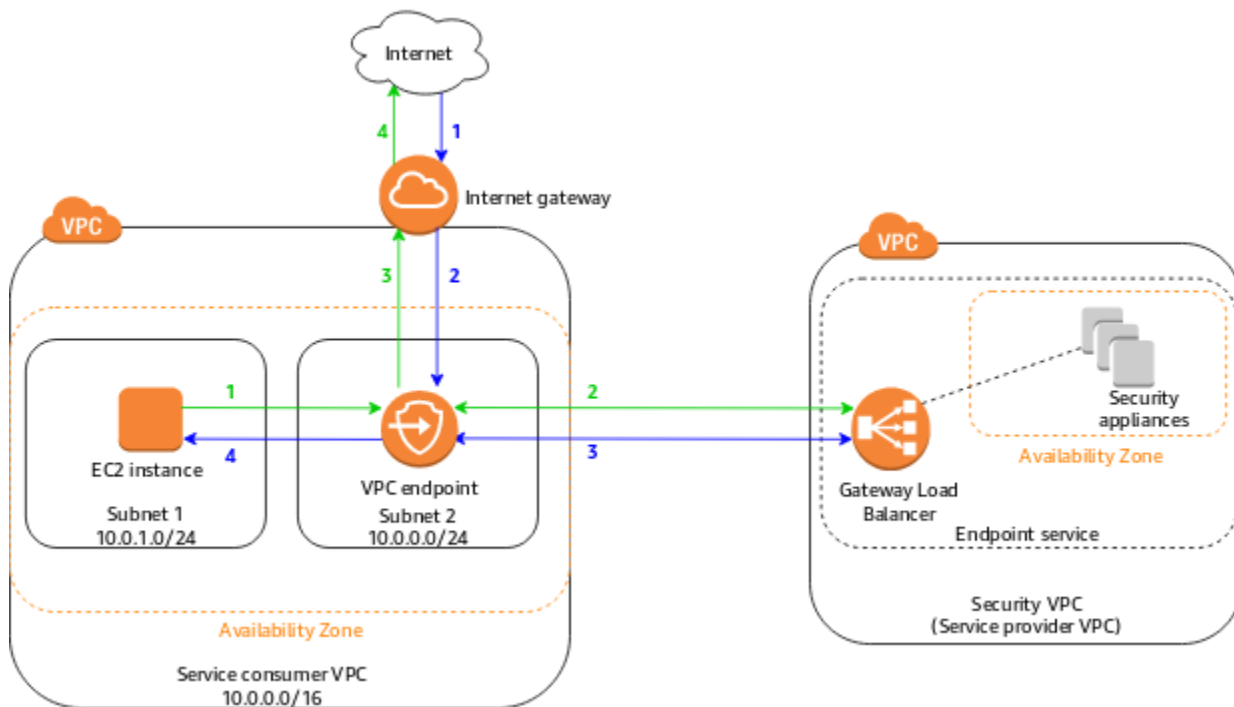 Internet
4
1
Internet gateway
VPC
VPC
3
2
1
2
Security
appliances
4
3
Availability Zone
EC2 instance
VPC endpoint
Gateway Load
Balancer
Subnet 1
10.0.1.0/24
Subnet 2
10.0.0.0/24
Endpoint service
Availability Zone
Security VPC
(Service provider VPC)
Service consumer VPC
10.0.0.0/16